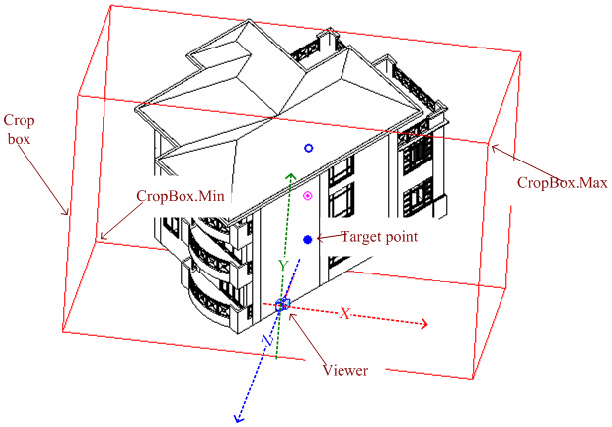 Crop
box
CropBox.Min
CropBox.Max
Target point
Y
X
Z
Viewer